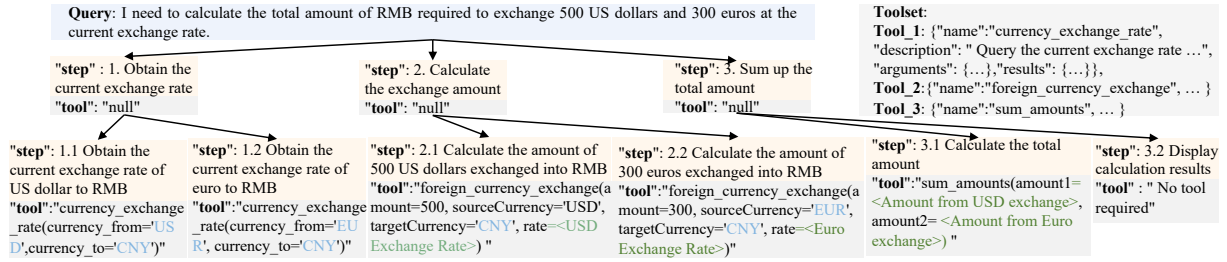 Query: I need to calculate the total amount of RMB required to exchange 500 US dollars and 300 euros at the
current exchange rate.
Toolset:
Tool_1: {"name":"currency_exchange_rate",
"description": " Query the current exchange rate …",
"arguments": {…},"results": {…}},
Tool_2:{"name":"foreign_currency_exchange", … }
Tool_3: {"name":"sum_amounts", … }
"step" : 1. Obtain the
current exchange rate
"tool": "null"
"step" : 2. Calculate
the exchange amount
"tool": "null"
"step" : 3. Sum up the
total amount
"tool": "null"
"step": 1.1 Obtain the
current exchange rate of
US dollar to RMB
"tool":"currency_exchange
_rate(currency_from='US
D',currency_to='CNY')"
"step": 1.2 Obtain the
current exchange rate of
euro to RMB
"tool":"currency_exchange
_rate(currency_from='EU
R', currency_to='CNY')"
"step": 2.1 Calculate the amount of
500 US dollars exchanged into RMB
"tool":"foreign_currency_exchange(a
mount=500, sourceCurrency='USD',
targetCurrency='CNY', rate=<USD
Exchange Rate>) "
"step": 2.2 Calculate the amount of
300 euros exchanged into RMB
"tool":"foreign_currency_exchange(a
mount=300, sourceCurrency='EUR',
targetCurrency='CNY', rate=<Euro
Exchange Rate>)"
"step": 3.1 Calculate the total
amount
"tool":"sum_amounts(amount1=
<Amount from USD exchange>,
amount2= <Amount from Euro
exchange>) "
"step": 3.2 Display
calculation results
"tool" : " No tool
required"